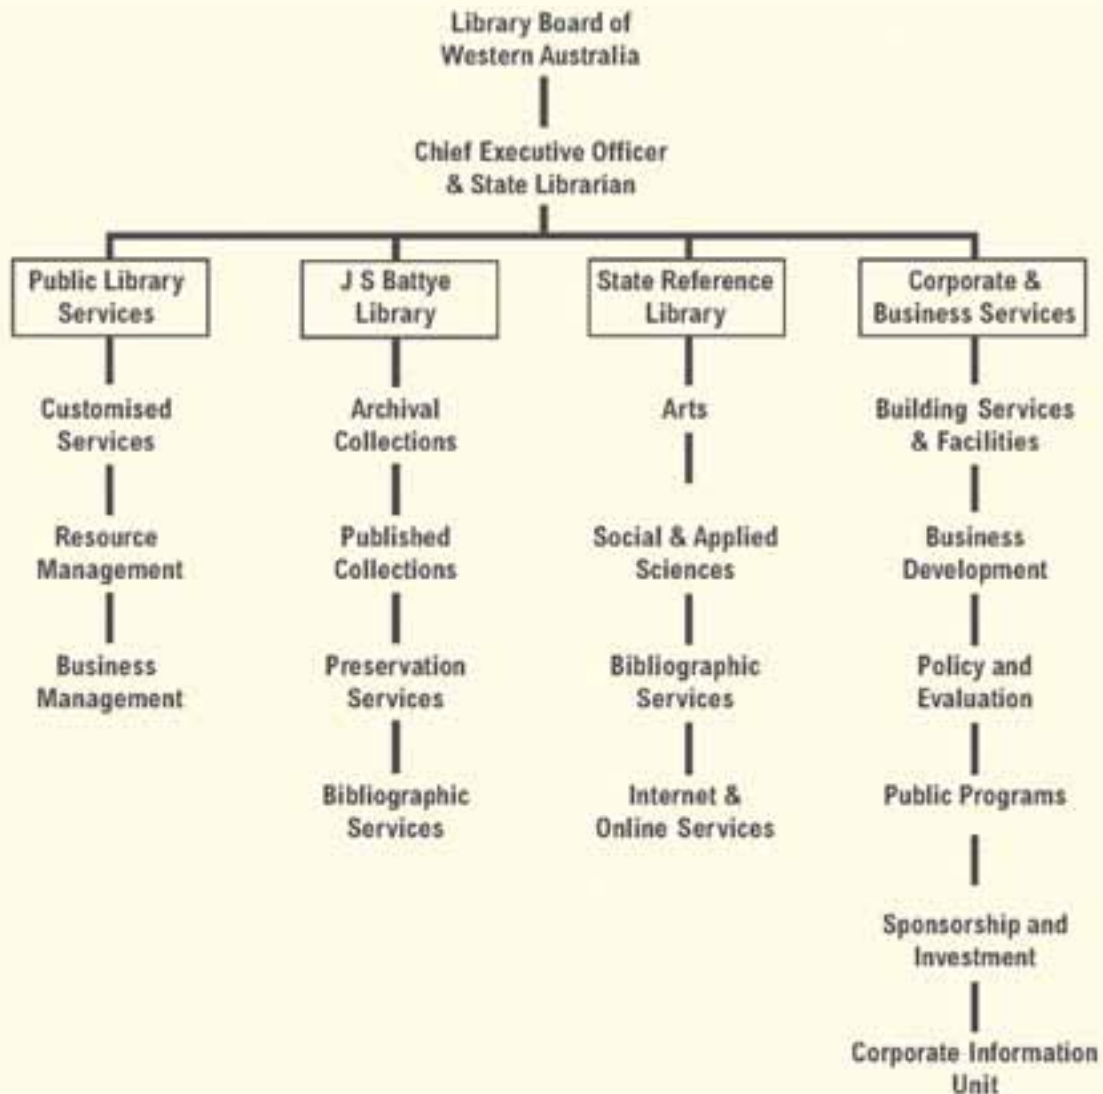 Library Board of
Western Australia
Chief Executive Officer
& State Librarian
Public Library
Services
J S Battye
Library
State Reference
Library
Corporate &
Business Services
Customised
Services
Archival
Collections
Arts
Building Services
& Facilities
Resource
Management
Published
Collections
Social & Applied
Sciences
Business
Development
Business
Management
Preservation
Services
Bibliographic
Services
Policy and
Evaluation
Bibliographic
Services
Internet &
Online Services
Public Programs
Sponsorship and
Investment
Corporate Information
Unit